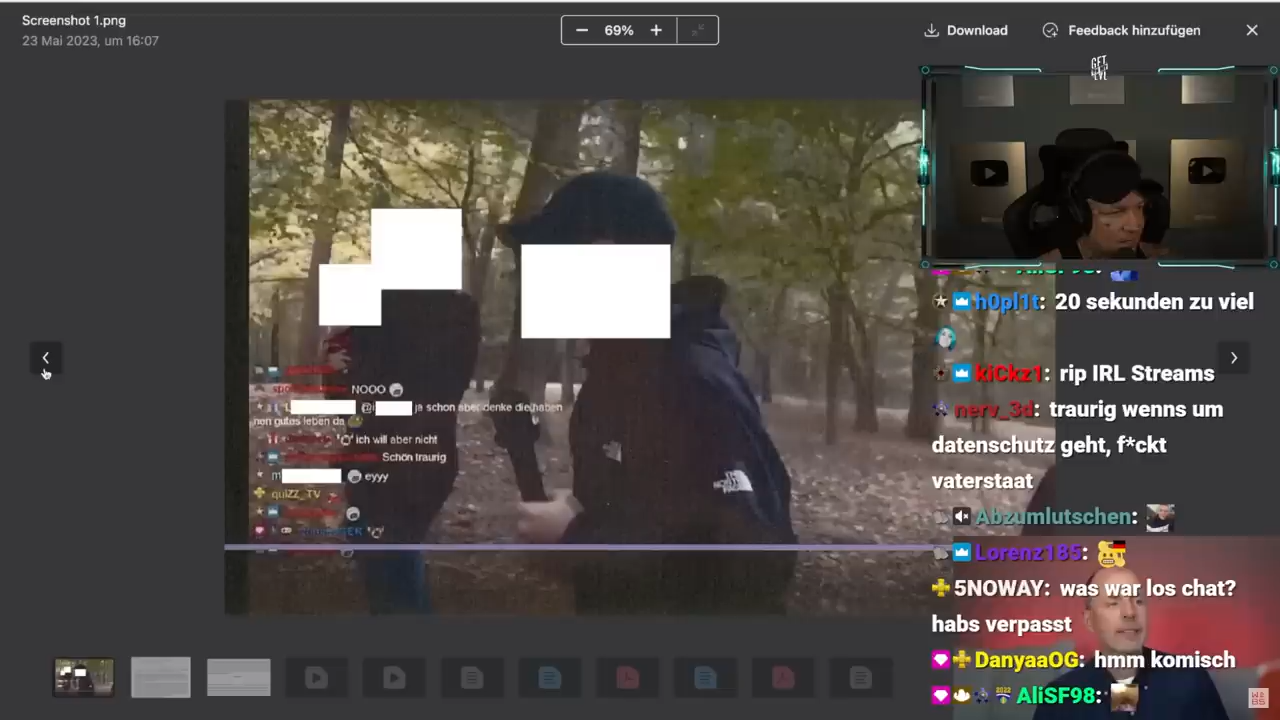 Screenshot 1.png
23 Mai 2023, um 16:07
69%
Download
Feedback hinzufügen
GET
h0pl1t: 20 sekunden zu viel
kiCkz1: rip IRL Streams
nerv_3d: traurig wenns um
datenschutz geht, f*ckt
vaterstaat
Abzumlutschen:
Lorenz185:
5NOWAY: was war los chat?
habs verpasst
DanyaaOG: hmm komisch
AliSF98:
NOOO
ja schon aber denke die haben
nen gutes leben da
ich will aber nicht
Schön traurig
eyyy
quizz_TV
WBS